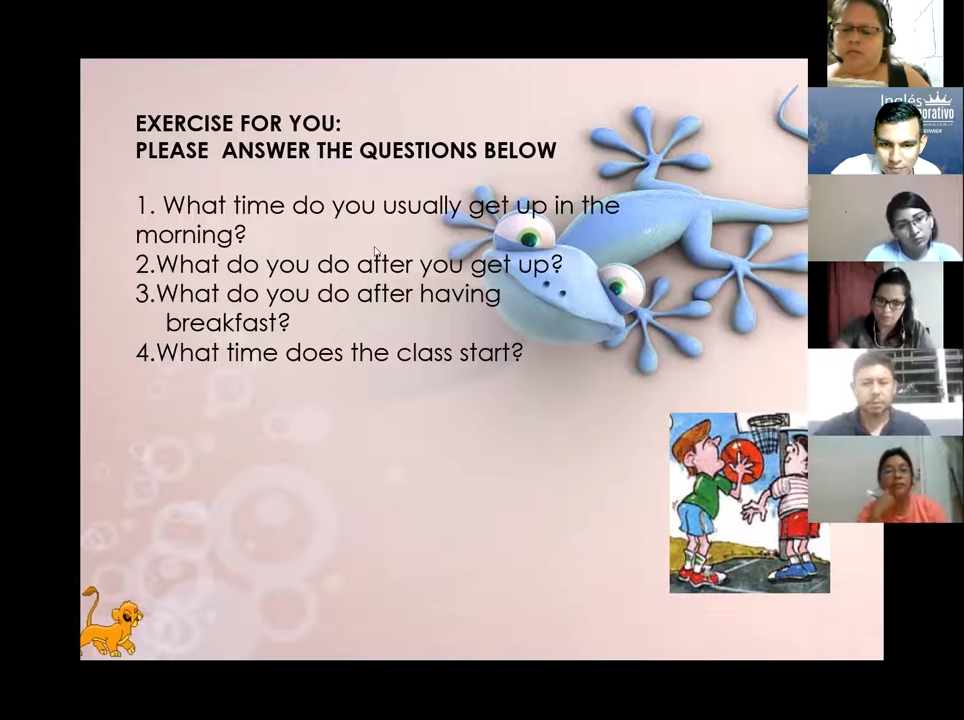 EXERCISE FOR YOU:
PLEASE ANSWER THE QUESTIONS BELOW
1. What time do you usually get up in the
morning?
2.What do you do after you get up?
3.What do you do after having
breakfast?
4.What time does the class start?
Inglés